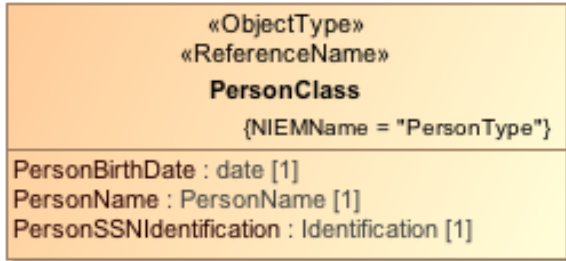 «ObjectType»
«ReferenceName»
PersonClass
{NIEMName = "PersonType"}
PersonBirthDate : date [1]
PersonName : PersonName [1]
PersonSSNIdentification : Identification [1]